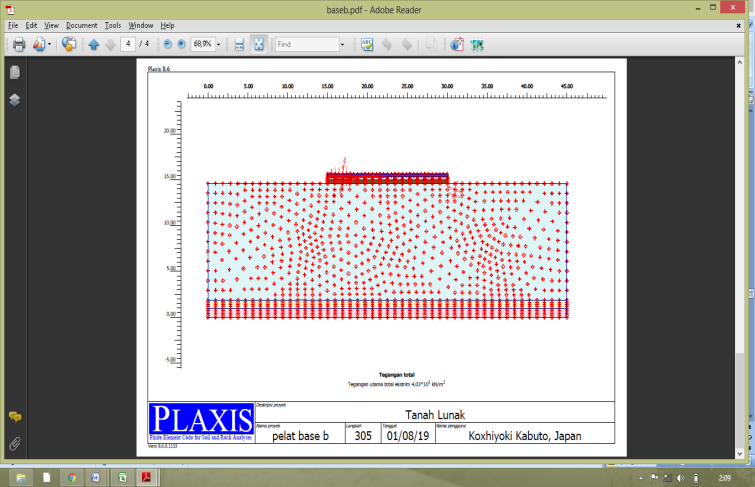 baseb.pdf - Adobe Reader
File Edit View Document Tools Window Help
4 / 4 68,9% Find
Plaxis 8.6
0.00 5.00 10.00 15.00 20.00 25.00 30.00 35.00 40.00 45.00
20.00
15.00
10.00
5.00
0.00
-5.00
Tegangan total
Tegangan utama total ekstrim 4,03*10³ kN/m²
PLAXIS
Finite Element Code for Soil and Rock Analyses
Versi 8.6.0.1133
Deskripsi proyek
Tanah Lunak
Nama proyek Langkah Tanggal Nama pengguna
pelat base b 305 01/08/19 Koxhiyoki Kabuto, Japan
2:09